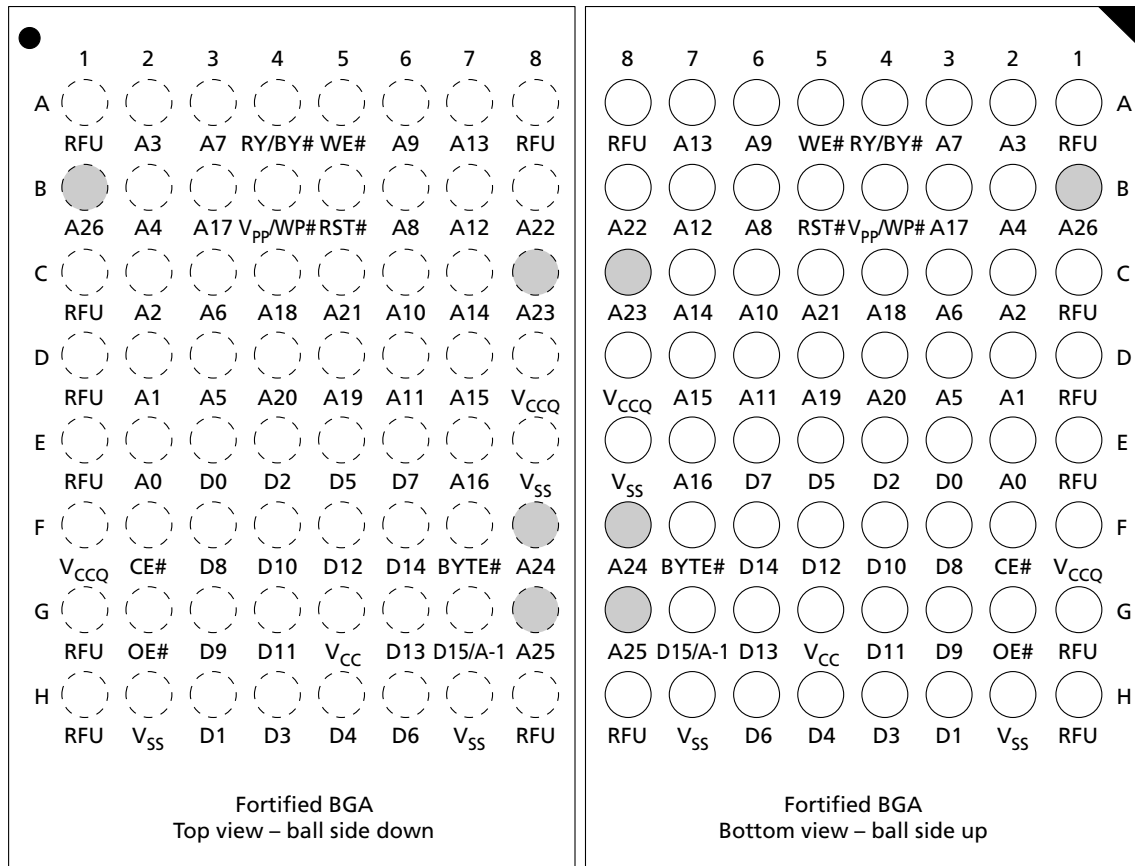 1 2 3 4 5 6 7 8
A
RFU A3 A7 RY/BY# WE# A9 A13 RFU
B
A26 A4 A17 VPP/WP# RST# A8 A12 A22
C
RFU A2 A6 A18 A21 A10 A14 A23
D
RFU A1 A5 A20 A19 A11 A15 VCCQ
E
RFU A0 D0 D2 D5 D7 A16 VSS
F
VCCQ CE# D8 D10 D12 D14 BYTE# A24
G
RFU OE# D9 D11 VCC D13 D15/A-1 A25
H
RFU VSS D1 D3 D4 D6 VSS RFU
Fortified BGA
Top view – ball side down
8 7 6 5 4 3 2 1
A
RFU A13 A9 WE# RY/BY# A7 A3 RFU
B
A22 A12 A8 RST# VPP/WP# A17 A4 A26
C
A23 A14 A10 A21 A18 A6 A2 RFU
D
VCCQ A15 A11 A19 A20 A5 A1 RFU
E
VSS A16 D7 D5 D2 D0 A0 RFU
F
A24 BYTE# D14 D12 D10 D8 CE# VCCQ
G
A25 D15/A-1 D13 VCC D11 D9 OE# RFU
H
RFU VSS D6 D4 D3 D1 VSS RFU
Fortified BGA
Bottom view – ball side up